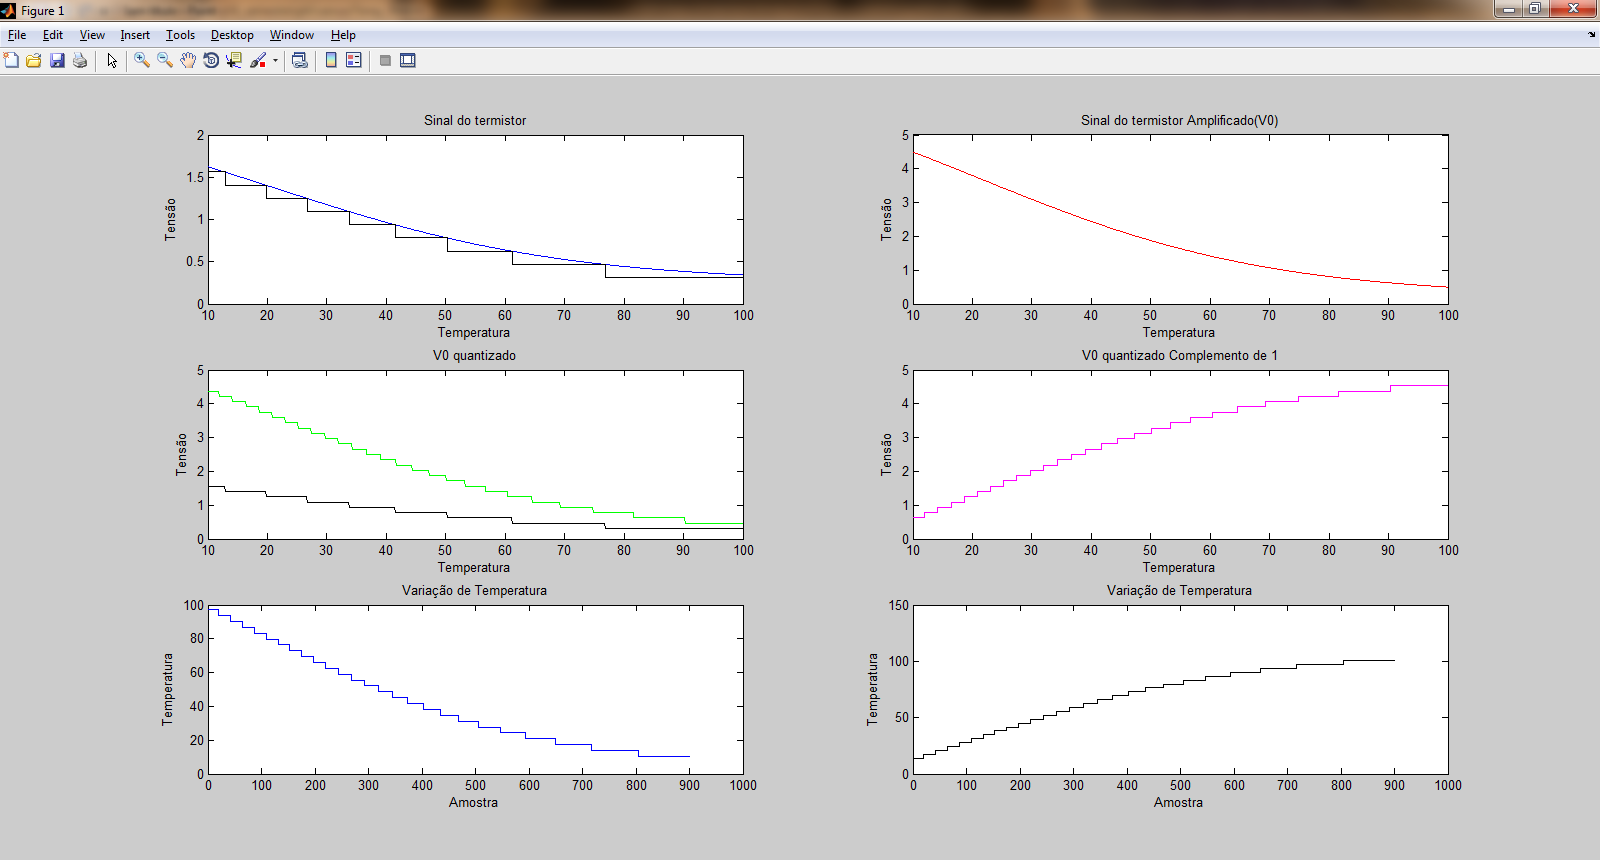 Figure 1
File Edit View Insert Tools Desktop Window Help
Sinal do termistor
2
1.5
1
0.5
0
Tensão
10 20 30 40 50 60 70 80 90 100
Temperatura
Sinal do termistor Amplificado(V0)
5
4
3
2
1
0
Tensão
10 20 30 40 50 60 70 80 90 100
Temperatura
V0 quantizado
5
4
3
2
1
0
Tensão
10 20 30 40 50 60 70 80 90 100
Temperatura
V0 quantizado Complemento de 1
5
4
3
2
1
0
Tensão
10 20 30 40 50 60 70 80 90 100
Temperatura
Variação de Temperatura
100
80
60
40
20
0
Temperatura
0 100 200 300 400 500 600 700 800 900 1000
Amostra
Variação de Temperatura
150
100
50
0
Temperatura
0 100 200 300 400 500 600 700 800 900 1000
Amostra